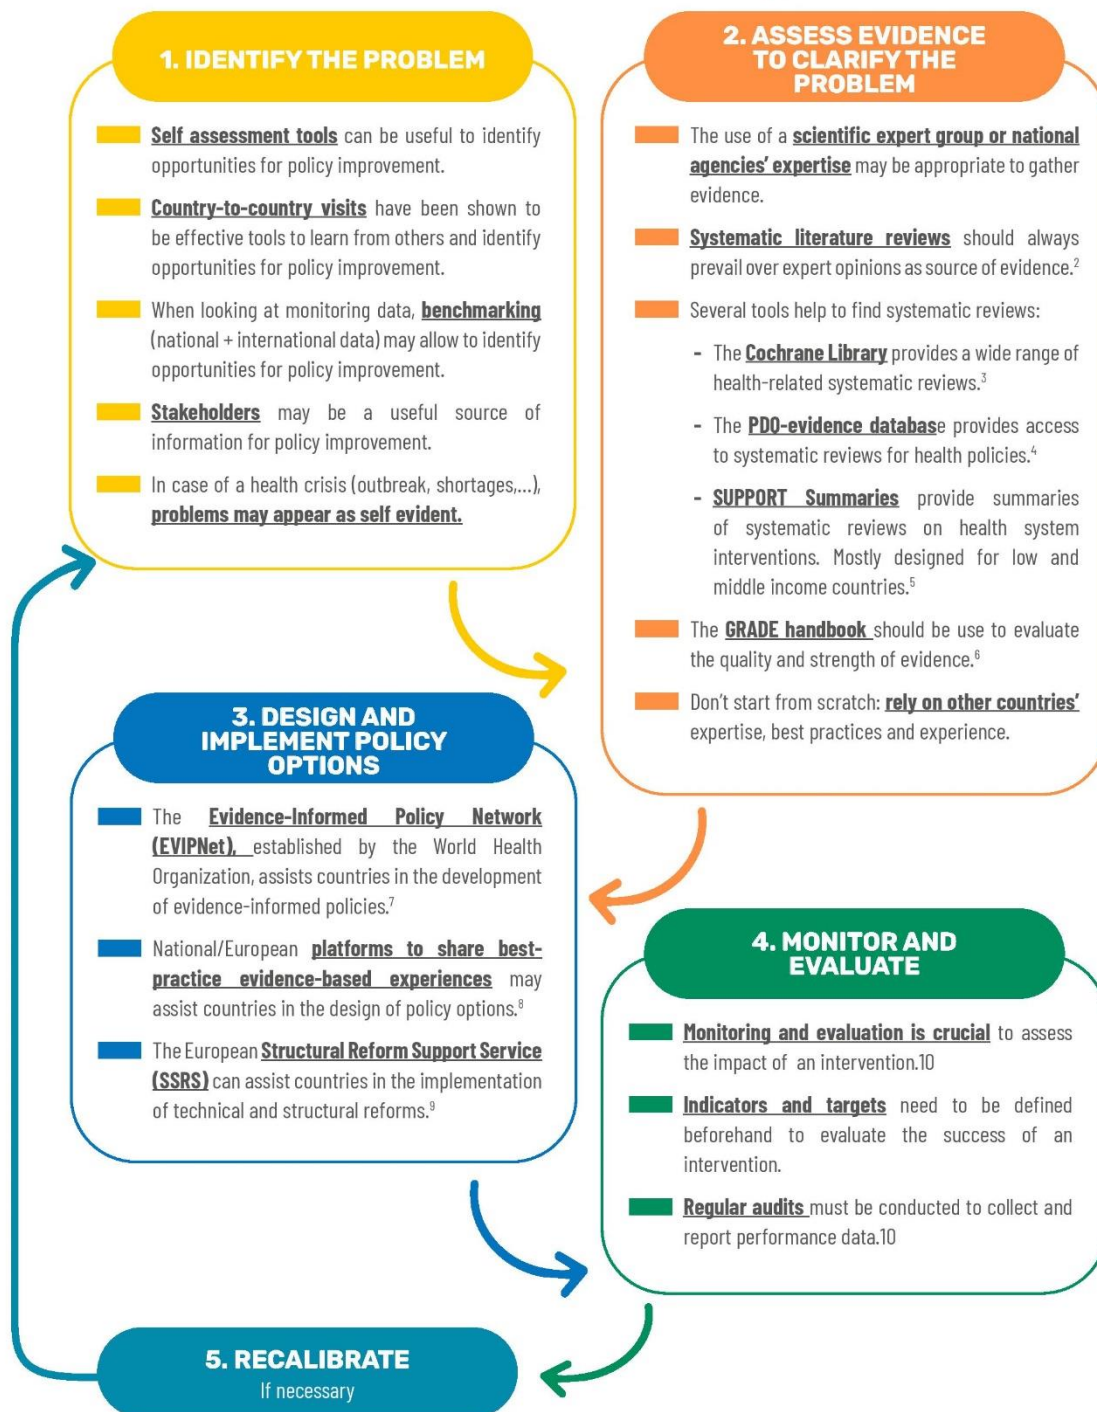 1. IDENTIFY THE PROBLEM
Self assessment tools can be useful to identify
opportunities for policy improvement.
Country-to-country visits have been shown to
be effective tools to learn from others and identify
opportunities for policy improvement.
When looking at monitoring data, benchmarking
(national + international data) may allow to identify
opportunities for policy improvement.
Stakeholders may be a useful source of
information for policy improvement.
In case of a health crisis (outbreak, shortages,...),
problems may appear as self evident.
2. ASSESS EVIDENCE
TO CLARIFY THE
PROBLEM
The use of a scientific expert group or national
agencies' expertise may be appropriate to gather
evidence.
Systematic literature reviews should always
prevail over expert opinions as source of evidence.2
Several tools help to find systematic reviews:
- The Cochrane Library provides a wide range of
health-related systematic reviews.3
- The PDQ-evidence database provides access
to systematic reviews for health policies.4
- SUPPORT Summaries provide summaries
of systematic reviews on health system
interventions. Mostly designed for low and
middle income countries.5
The GRADE handbook should be use to evaluate
the quality and strength of evidence.6
Don't start from scratch: rely on other countries'
expertise, best practices and experience.
3. DESIGN AND
IMPLEMENT POLICY
OPTIONS
The Evidence-Informed Policy Network
(EVIPNet), established by the World Health
Organization, assists countries in the development
of evidence-informed policies.7
National/European platforms to share best-
practice evidence-based experiences may
assist countries in the design of policy options.8
The European Structural Reform Support Service
(SSRS) can assist countries in the implementation
of technical and structural reforms.9
4. MONITOR AND
EVALUATE
Monitoring and evaluation is crucial to assess
the impact of an intervention.10
Indicators and targets need to be defined
beforehand to evaluate the success of an
intervention.
Regular audits must be conducted to collect and
report performance data.10
5. RECALIBRATE
If necessary